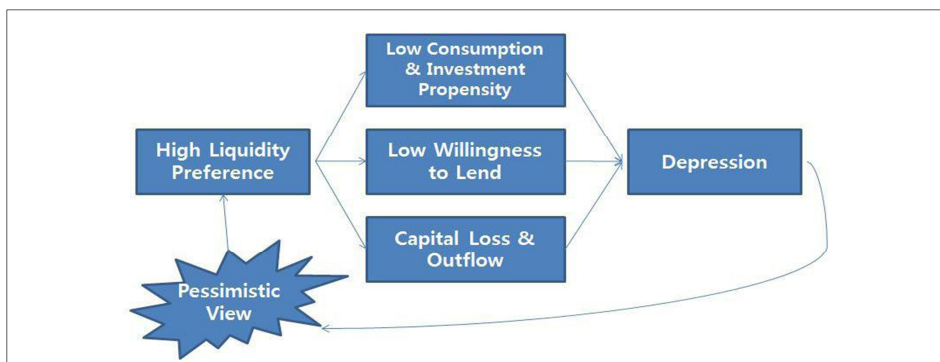 Low Consumption
& Investment
Propensity
High Liquidity
Preference
Low Willingness
to Lend
Depression
Capital Loss &
Outflow
Pessimistic
View